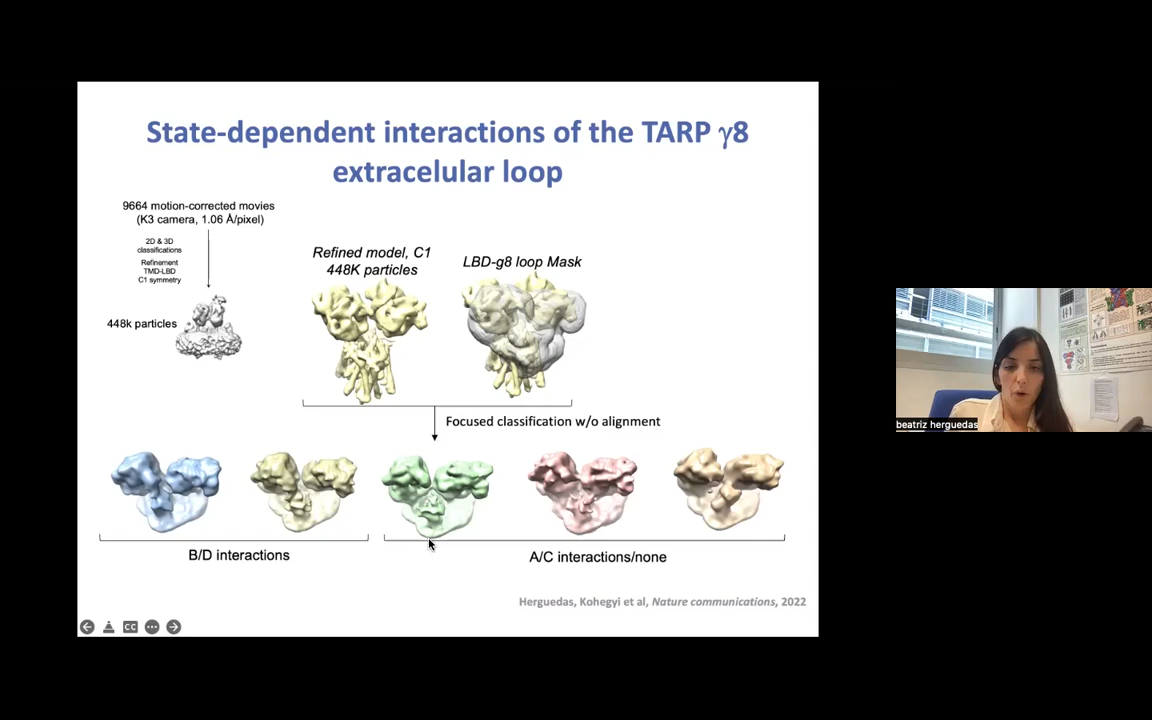 State-dependent interactions of the TARP γ8
extracelular loop
9664 motion-corrected movies
(K3 camera, 1.06 Å/pixel)
2D & 3D
classifications
Refinement
TMD-LBD
C1 symmetry
448k particles
Refined model, C1
448K particles
LBD-g8 loop Mask
Focused classification w/o alignment
B/D interactions
A/C interactions/none
Herguedas, Kohegyi et al, Nature communications, 2022
CC
beatriz herguedas